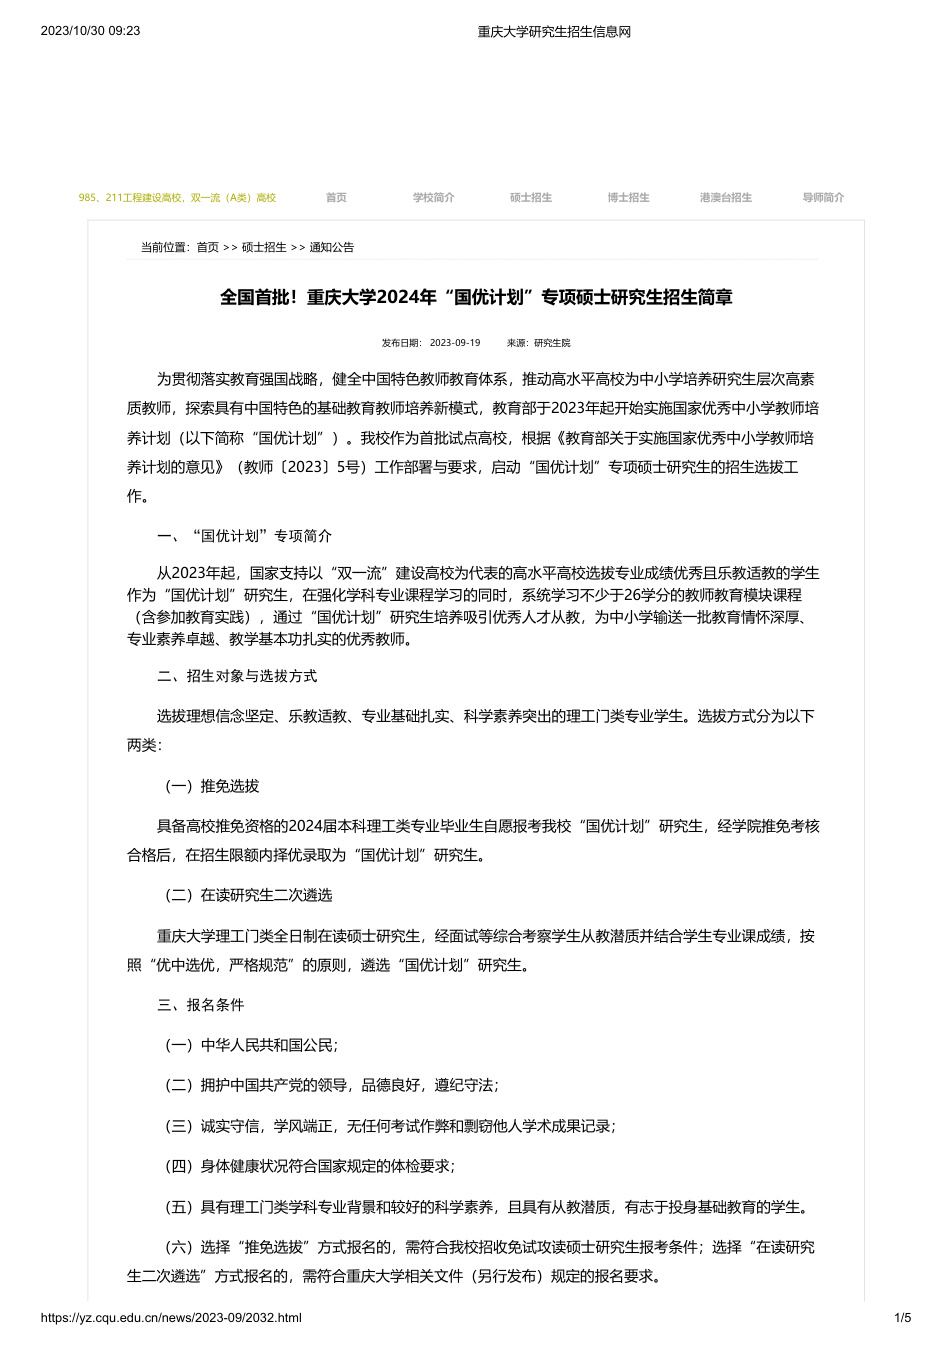 2023/10/30 09:23
重庆大学研究生招生信息网
985、211工程建设高校，双一流（A类）高校 首页 学校简介 硕士招生 博士招生 港澳台招生 导师简介
当前位置：首页 >> 硕士招生 >> 通知公告
全国首批！重庆大学2024年“国优计划”专项硕士研究生招生简章
发布日期： 2023-09-19 来源：研究生院
为贯彻落实教育强国战略，健全中国特色教师教育体系，推动高水平高校为中小学培养研究生层次高素
质教师，探索具有中国特色的基础教育教师培养新模式，教育部于2023年起开始实施国家优秀中小学教师培
养计划（以下简称“国优计划”）。我校作为首批试点高校，根据《教育部关于实施国家优秀中小学教师培
养计划的意见》（教师〔2023〕5号）工作部署与要求，启动“国优计划”专项硕士研究生的招生选拔工
作。
一、“国优计划”专项简介
从2023年起，国家支持以“双一流”建设高校为代表的高水平高校选拔专业成绩优秀且乐教适教的学生
作为“国优计划”研究生，在强化学科专业课程学习的同时，系统学习不少于26学分的教师教育模块课程
（含参加教育实践），通过“国优计划”研究生培养吸引优秀人才从教，为中小学输送一批教育情怀深厚、
专业素养卓越、教学基本功扎实的优秀教师。
二、招生对象与选拔方式
选拔理想信念坚定、乐教适教、专业基础扎实、科学素养突出的理工门类专业学生。选拔方式分为以下
两类：
（一）推免选拔
具备高校推免资格的2024届本科理工类专业毕业生自愿报考我校“国优计划”研究生，经学院推免考核
合格后，在招生限额内择优录取为“国优计划”研究生。
（二）在读研究生二次遴选
重庆大学理工门类全日制在读硕士研究生，经面试等综合考察学生从教潜质并结合学生专业课成绩，按
照“优中选优，严格规范”的原则，遴选“国优计划”研究生。
三、报名条件
（一）中华人民共和国公民；
（二）拥护中国共产党的领导，品德良好，遵纪守法；
（三）诚实守信，学风端正，无任何考试作弊和剽窃他人学术成果记录；
（四）身体健康状况符合国家规定的体检要求；
（五）具有理工门类学科专业背景和较好的科学素养，且具有从教潜质，有志于投身基础教育的学生。
（六）选择“推免选拔”方式报名的，需符合我校招收免试攻读硕士研究生报考条件；选择“在读研究
生二次遴选”方式报名的，需符合重庆大学相关文件（另行发布）规定的报名要求。
https://yz.cqu.edu.cn/news/2023-09/2032.html
1/5